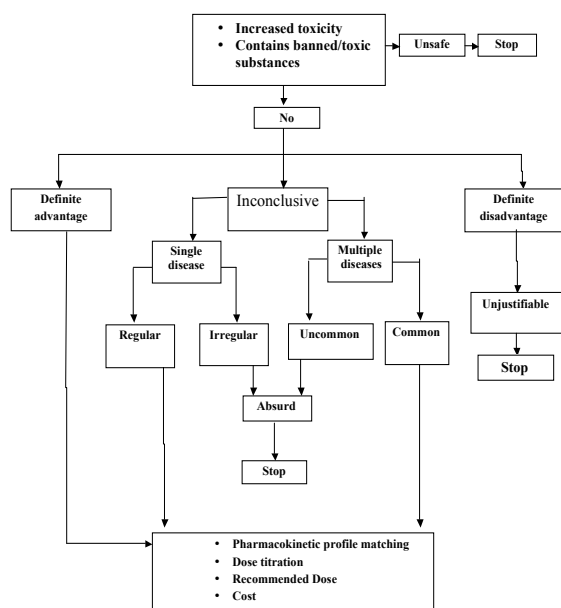 • Increased toxicity
• Contains banned/toxic
substances
Unsafe
Stop
No
Definite
advantage
Inconclusive
Definite
disadvantage
Single
disease
Multiple
diseases
Unjustifiable
Regular
Irregular
Uncommon
Common
Stop
Absurd
Stop
• Pharmacokinetic profile matching
• Dose titration
• Recommended Dose
• Cost